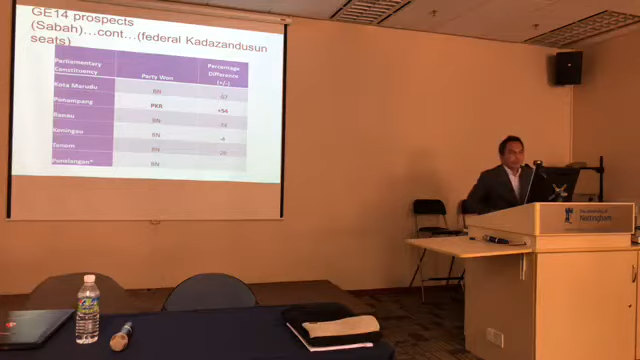 GE14 prospects
(Sabah)...cont...(federal Kadazandusun
seats)
Parliamentary Constituency Party Won Percentage Difference (+/-)
Kota Marudu BN
Penampang PKR +56
Ranau BN
Keningau BN -4
Tenom BN
Pensiangan* BN
The University of
Nottingham